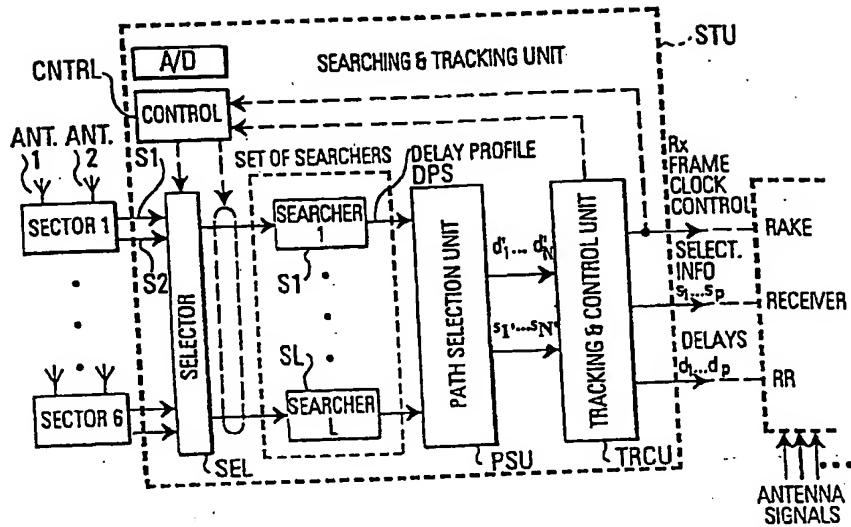 STU
A/D
SEARCHING & TRACKING UNIT
CNTRL
CONTROL
ANT. 1
ANT. 2
S1
SET OF SEARCHERS
DELAY PROFILE
DPS
Rx
FRAME
CLOCK
CONTROL
SECTOR 1
S2
SELECTOR
SEARCHER
1
S1
PATH SELECTION UNIT
d'1... d'N
s1'...sN'
TRACKING & CONTROL UNIT
RAKE
SELECT.
INFO
s1...sp
RECEIVER
DELAYS
d1...dp
RR
SL
SECTOR 6
SEARCHER
L
SEL
PSU
TRCU
ANTENNA
SIGNALS